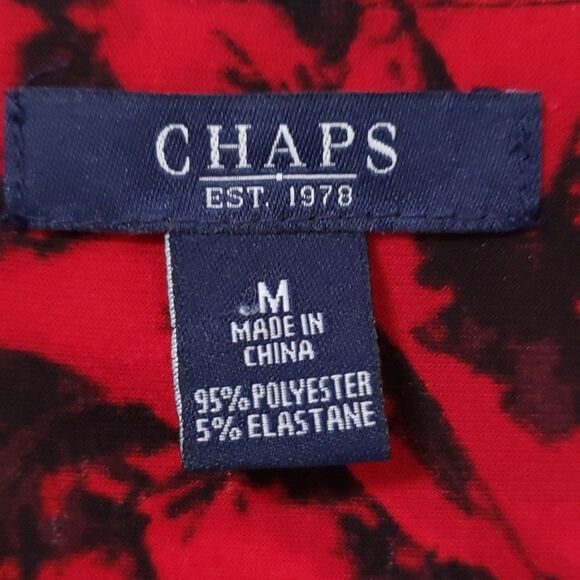 CHAPS
EST. 1978
M
MADE IN
CHINA
95% POLYESTER
5% ELASTANE